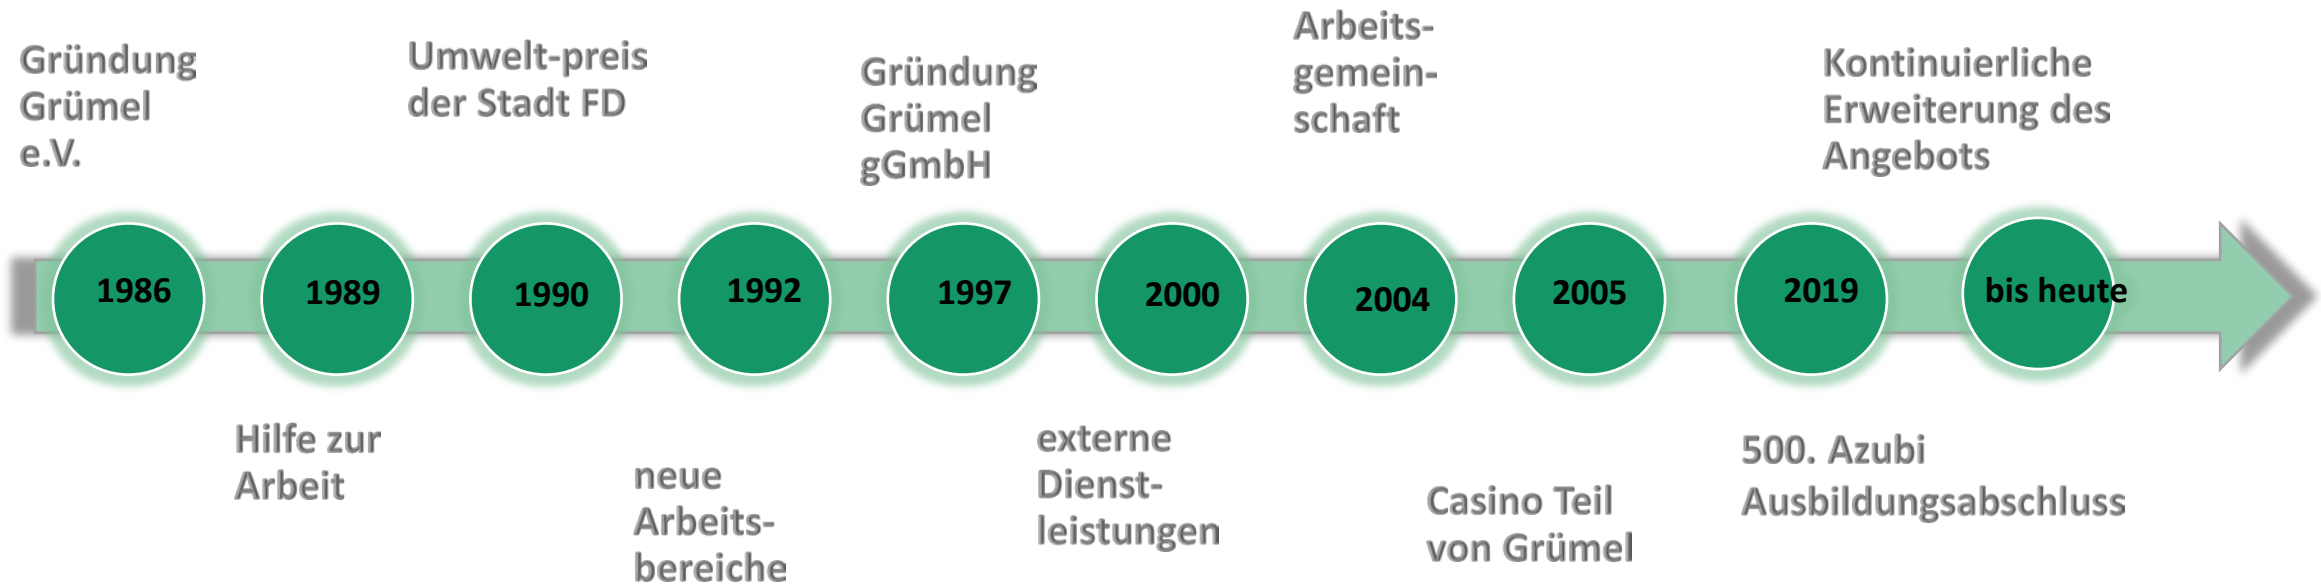 Gründung
Grümel
e.V.
Umwelt-preis
der Stadt FD
Gründung
Grümel
gGmbH
Arbeits-
gemein-
schaft
Kontinuierliche
Erweiterung des
Angebots
1986
1989
1990
1992
1997
2000
2004
2005
2019
bis heute
Hilfe zur
Arbeit
neue
Arbeits-
bereiche
externe
Dienst-
leistungen
Casino Teil
von Grümel
500. Azubi
Ausbildungsabschluss